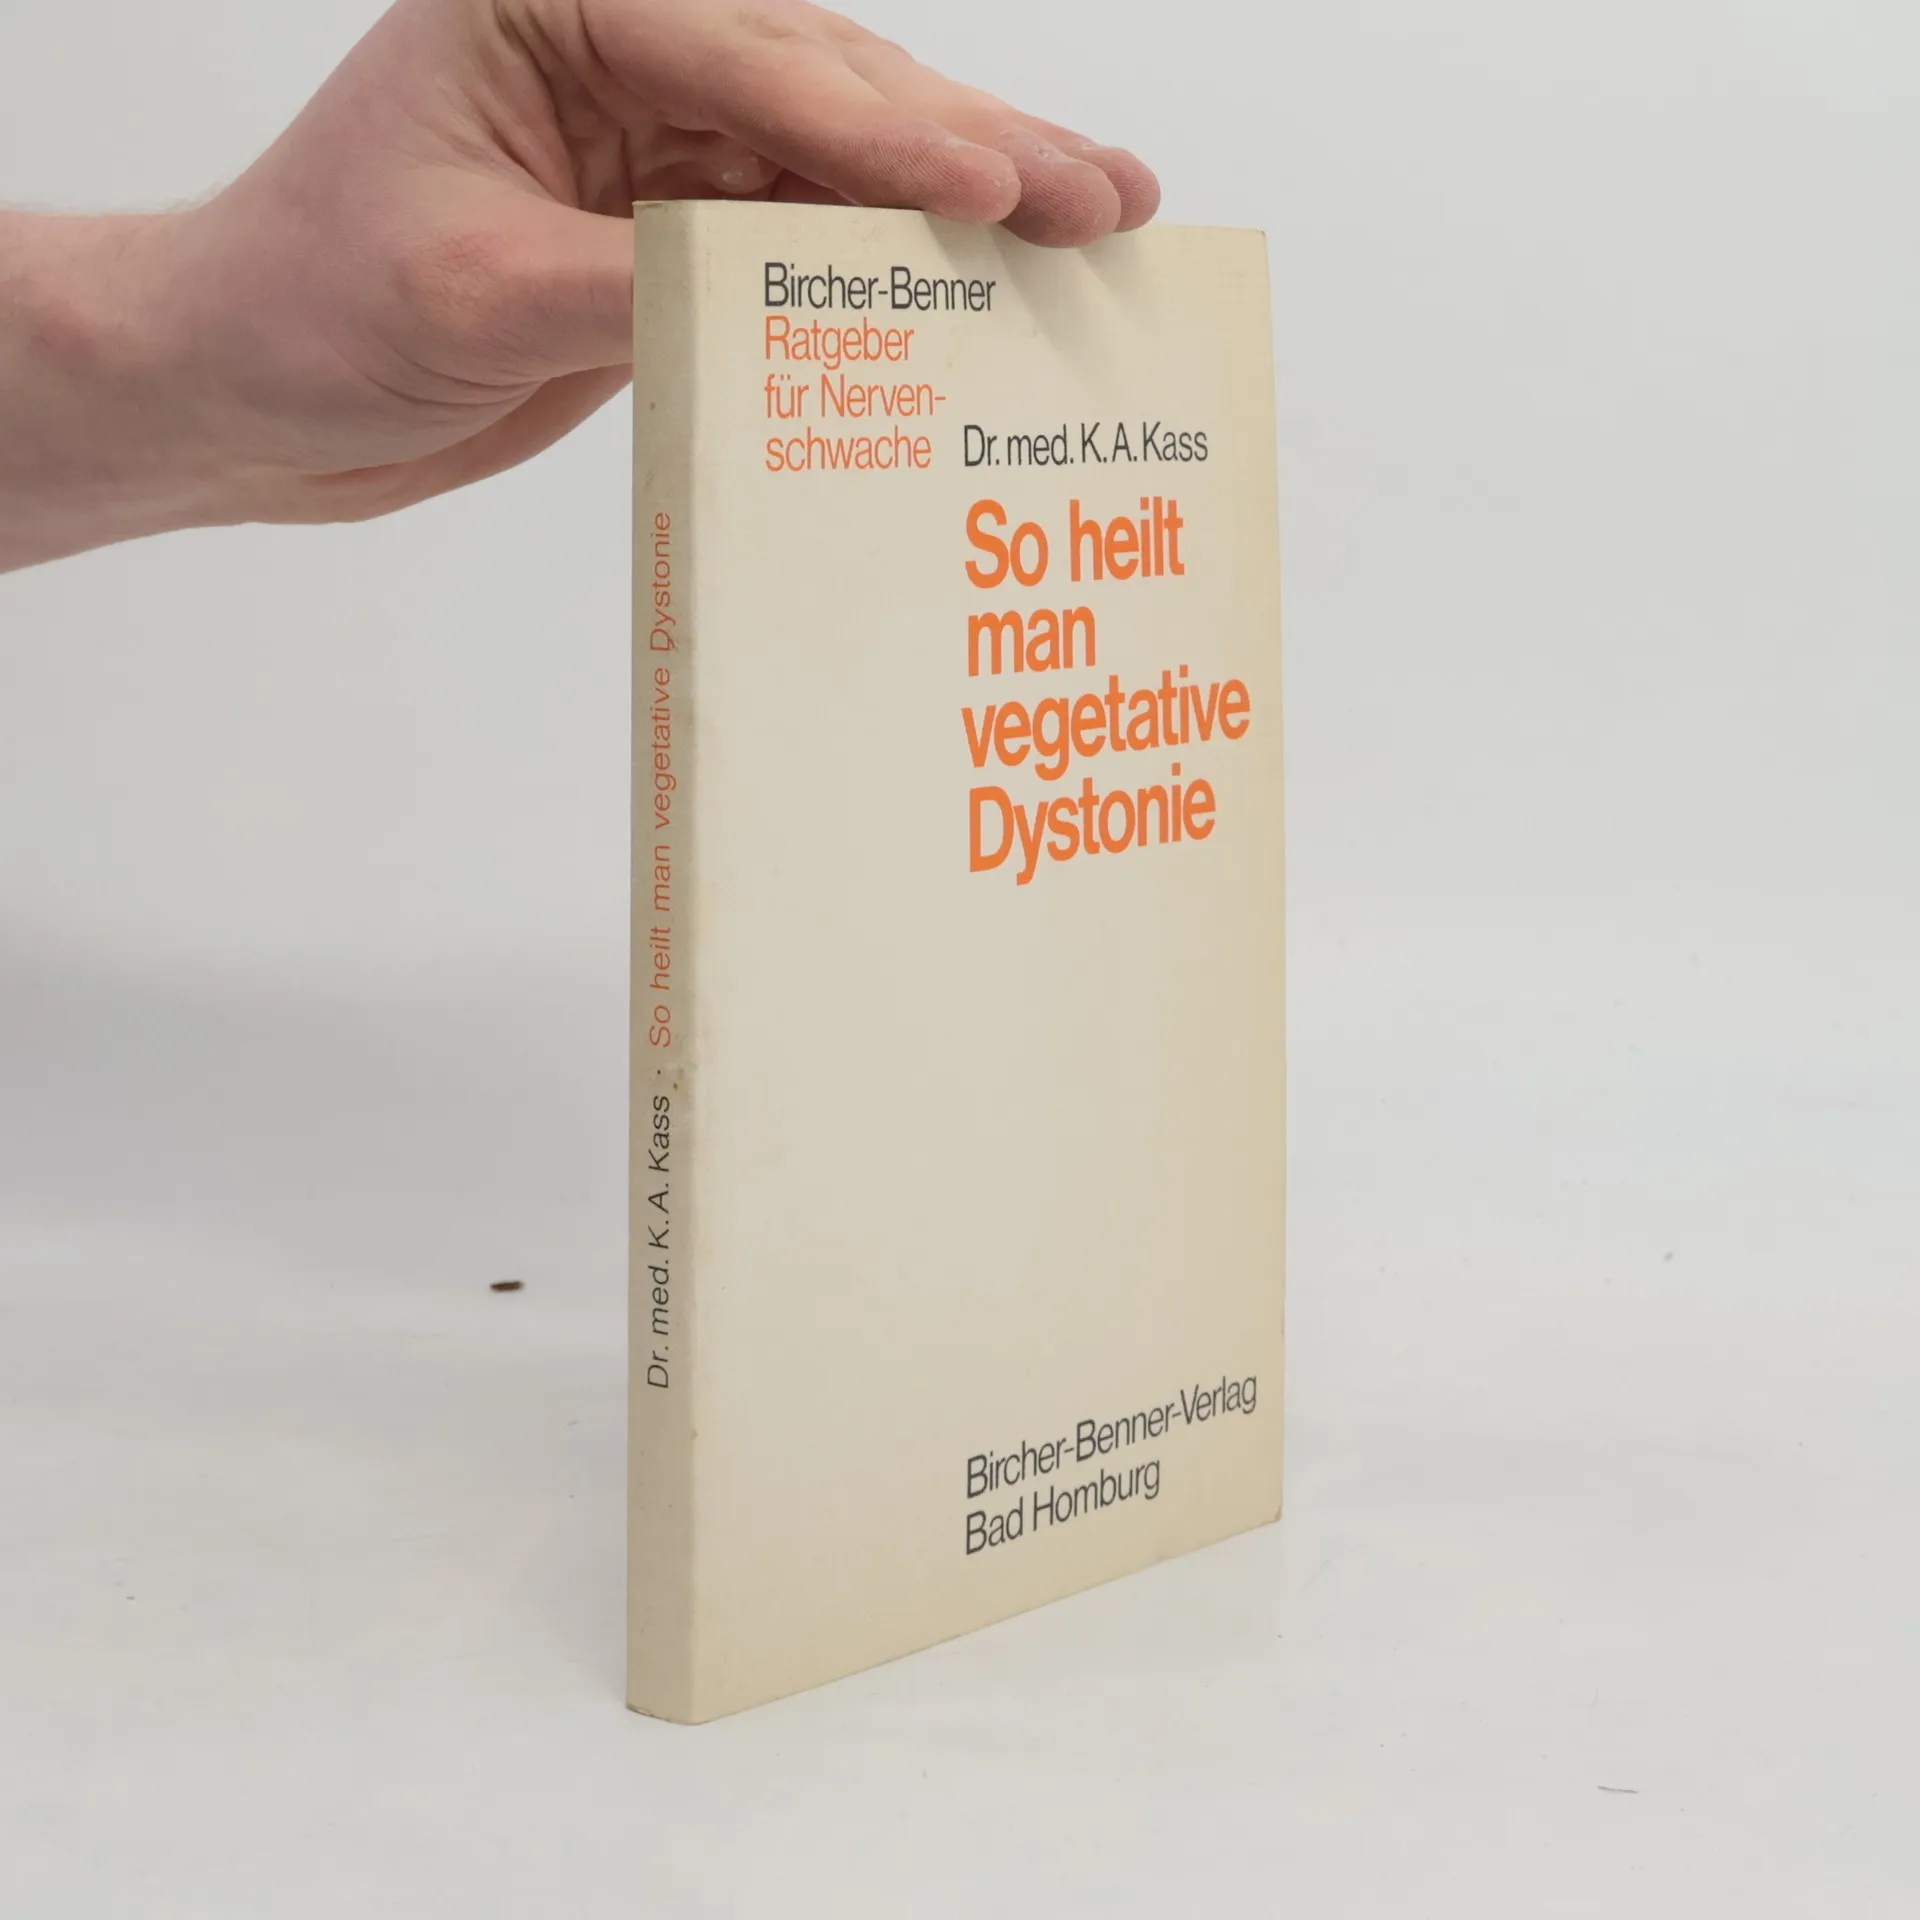 Bircher-Benner
Ratgeber
für Nerven-
schwache
Dr. med. K. A. Kass
So heilt
man
vegetative
Dystonie
Bircher-Benner-Verlag
Bad Homburg
Dr. med. K. A. Kass · So heilt man vegetative Dystonie